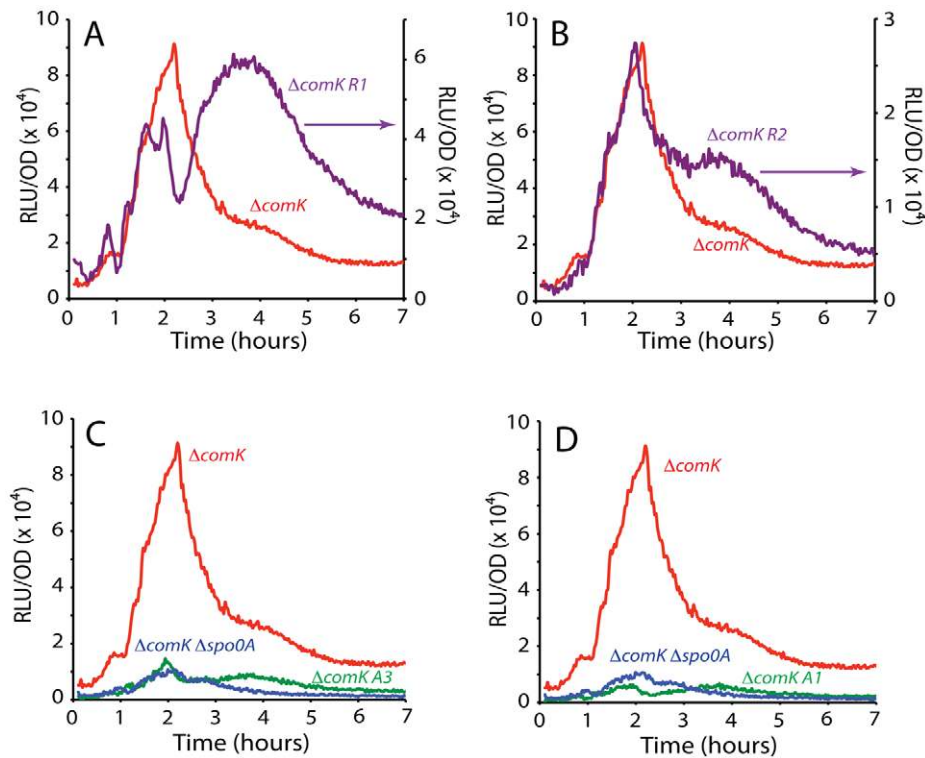 A
RLU/OD (x 10⁴)
10
8
6
4
2
0
ΔcomK R1
ΔcomK
6
4
2
0
RLU/OD (x 10⁴)
0 1 2 3 4 5 6 7
Time (hours)
B
RLU/OD (x 10⁴)
10
8
6
4
2
0
ΔcomK R2
ΔcomK
3
2
1
0
RLU/OD (x 10⁴)
0 1 2 3 4 5 6 7
Time (hours)
C
RLU/OD (x 10⁴)
10
8
6
4
2
0
ΔcomK
ΔcomK Δspo0A
ΔcomK A3
0 1 2 3 4 5 6 7
Time (hours)
D
RLU/OD (x 10⁴)
10
8
6
4
2
0
ΔcomK
ΔcomK Δspo0A
ΔcomK A1
0 1 2 3 4 5 6 7
Time (hours)